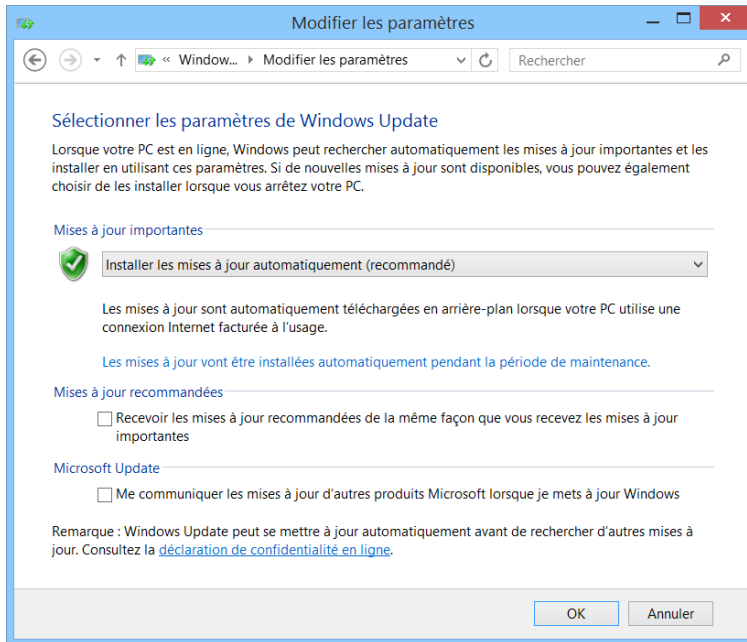 Modifier les paramètres
« Window... Modifier les paramètres Rechercher
Sélectionner les paramètres de Windows Update
Lorsque votre PC est en ligne, Windows peut rechercher automatiquement les mises à jour importantes et les
installer en utilisant ces paramètres. Si de nouvelles mises à jour sont disponibles, vous pouvez également
choisir de les installer lorsque vous arrêtez votre PC.
Mises à jour importantes
Installer les mises à jour automatiquement (recommandé)
Les mises à jour sont automatiquement téléchargées en arrière-plan lorsque votre PC utilise une
connexion Internet facturée à l'usage.
Les mises à jour vont être installées automatiquement pendant la période de maintenance.
Mises à jour recommandées
Recevoir les mises à jour recommandées de la même façon que vous recevez les mises à jour
importantes
Microsoft Update
Me communiquer les mises à jour d'autres produits Microsoft lorsque je mets à jour Windows
Remarque : Windows Update peut se mettre à jour automatiquement avant de rechercher d'autres mises à
jour. Consultez la déclaration de confidentialité en ligne.
OK Annuler